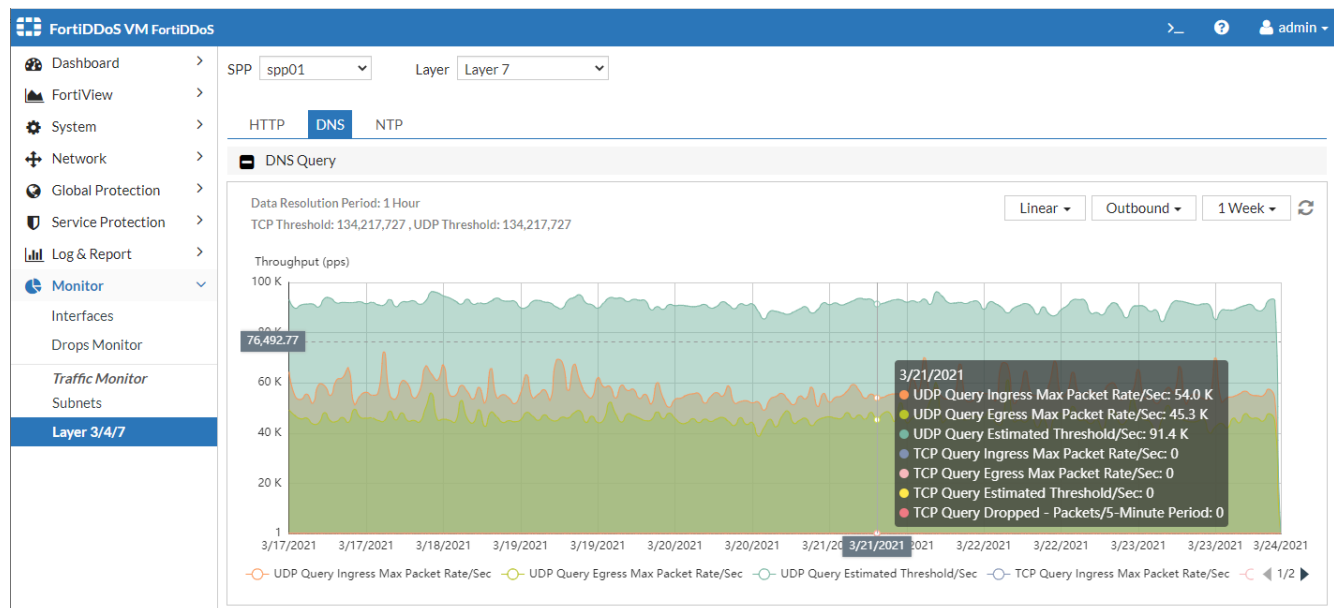 FortiDDoS VM FortiDDoS
>_
admin
Dashboard
FortiView
System
Network
Global Protection
Service Protection
Log & Report
Monitor
Interfaces
Drops Monitor
Traffic Monitor
Subnets
Layer 3/4/7
SPP spp01 Layer Layer 7
HTTP DNS NTP
DNS Query
Data Resolution Period: 1 Hour
TCP Threshold: 134,217,727 , UDP Threshold: 134,217,727
Linear Outbound 1 Week
Throughput (pps)
100 K
76,492.77
60 K
40 K
20 K
1
3/21/2021
UDP Query Ingress Max Packet Rate/Sec: 54.0 K
UDP Query Egress Max Packet Rate/Sec: 45.3 K
UDP Query Estimated Threshold/Sec: 91.4 K
TCP Query Ingress Max Packet Rate/Sec: 0
TCP Query Egress Max Packet Rate/Sec: 0
TCP Query Estimated Threshold/Sec: 0
TCP Query Dropped - Packets/5-Minute Period: 0
3/17/2021 3/17/2021 3/18/2021 3/19/2021 3/19/2021 3/20/2021 3/20/2021 3/21/2021 3/22/2021 3/22/2021 3/23/2021 3/23/2021 3/24/2021
UDP Query Ingress Max Packet Rate/Sec UDP Query Egress Max Packet Rate/Sec UDP Query Estimated Threshold/Sec TCP Query Ingress Max Packet Rate/Sec 1/2